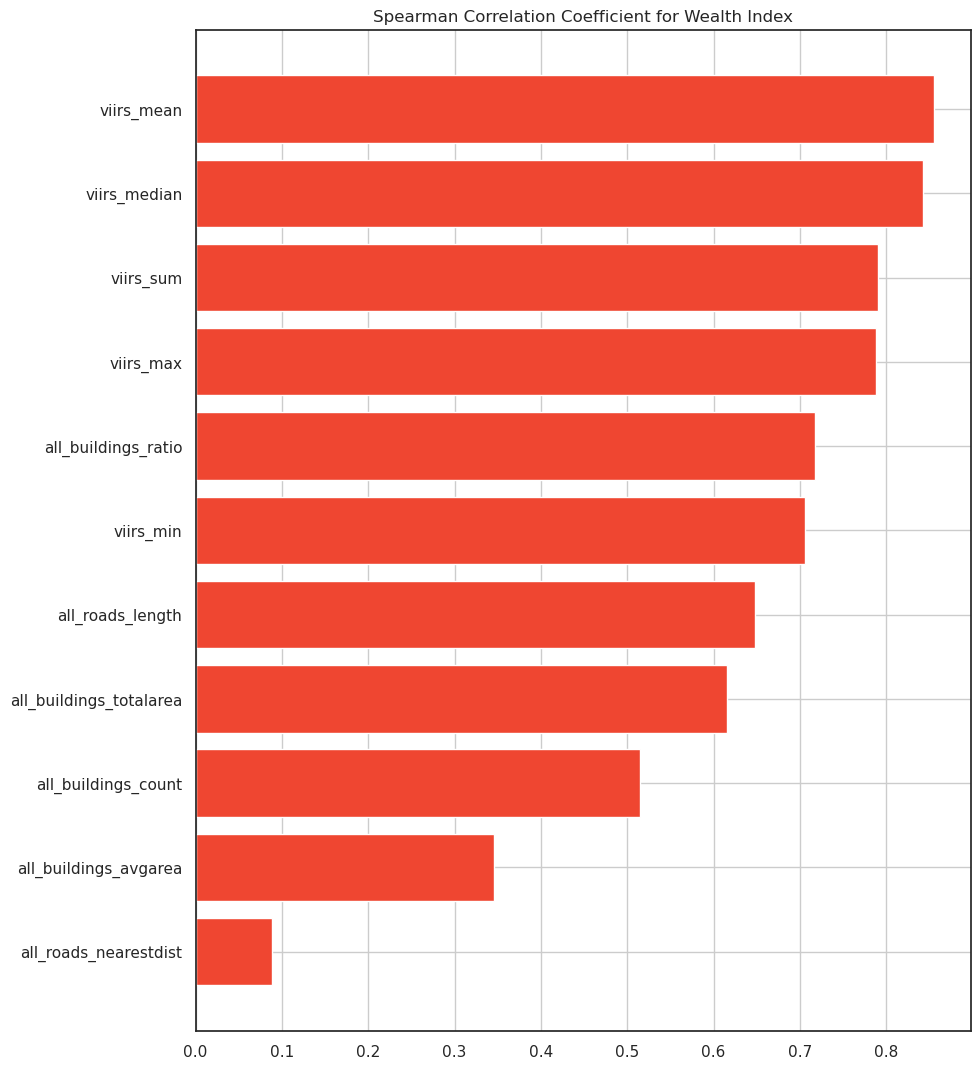 Spearman Correlation Coefficient for Wealth Index
viirs_mean
viirs_median
viirs_sum
viirs_max
all_buildings_ratio
viirs_min
all_roads_length
all_buildings_totalarea
all_buildings_count
all_buildings_avgarea
all_roads_nearestdist
0.0 0.1 0.2 0.3 0.4 0.5 0.6 0.7 0.8